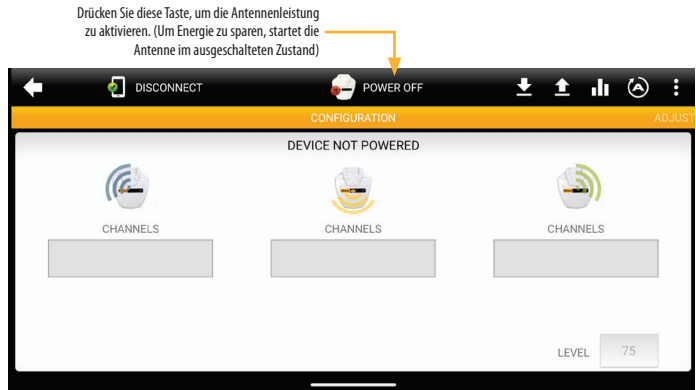 Drücken Sie diese Taste, um die Antennenleistung
zu aktivieren. (Um Energie zu sparen, startet die
Antenne im ausgeschalteten Zustand)
DISCONNECT
POWER OFF
CONFIGURATION
ADJUST
DEVICE NOT POWERED
CHANNELS
CHANNELS
CHANNELS
LEVEL
75